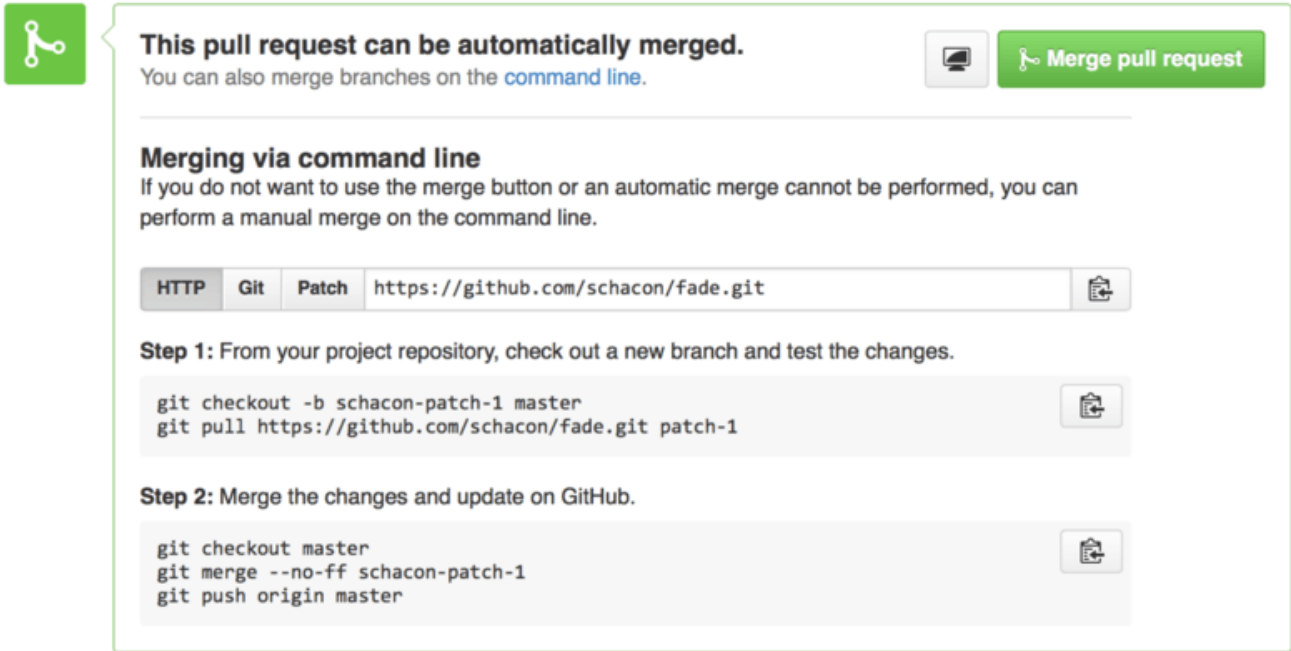 This pull request can be automatically merged.
You can also merge branches on the command line.
Merge pull request
Merging via command line
If you do not want to use the merge button or an automatic merge cannot be performed, you can
perform a manual merge on the command line.
HTTP Git Patch https://github.com/schacon/fade.git
Step 1: From your project repository, check out a new branch and test the changes.
git checkout -b schacon-patch-1 master
git pull https://github.com/schacon/fade.git patch-1
Step 2: Merge the changes and update on GitHub.
git checkout master
git merge --no-ff schacon-patch-1
git push origin master